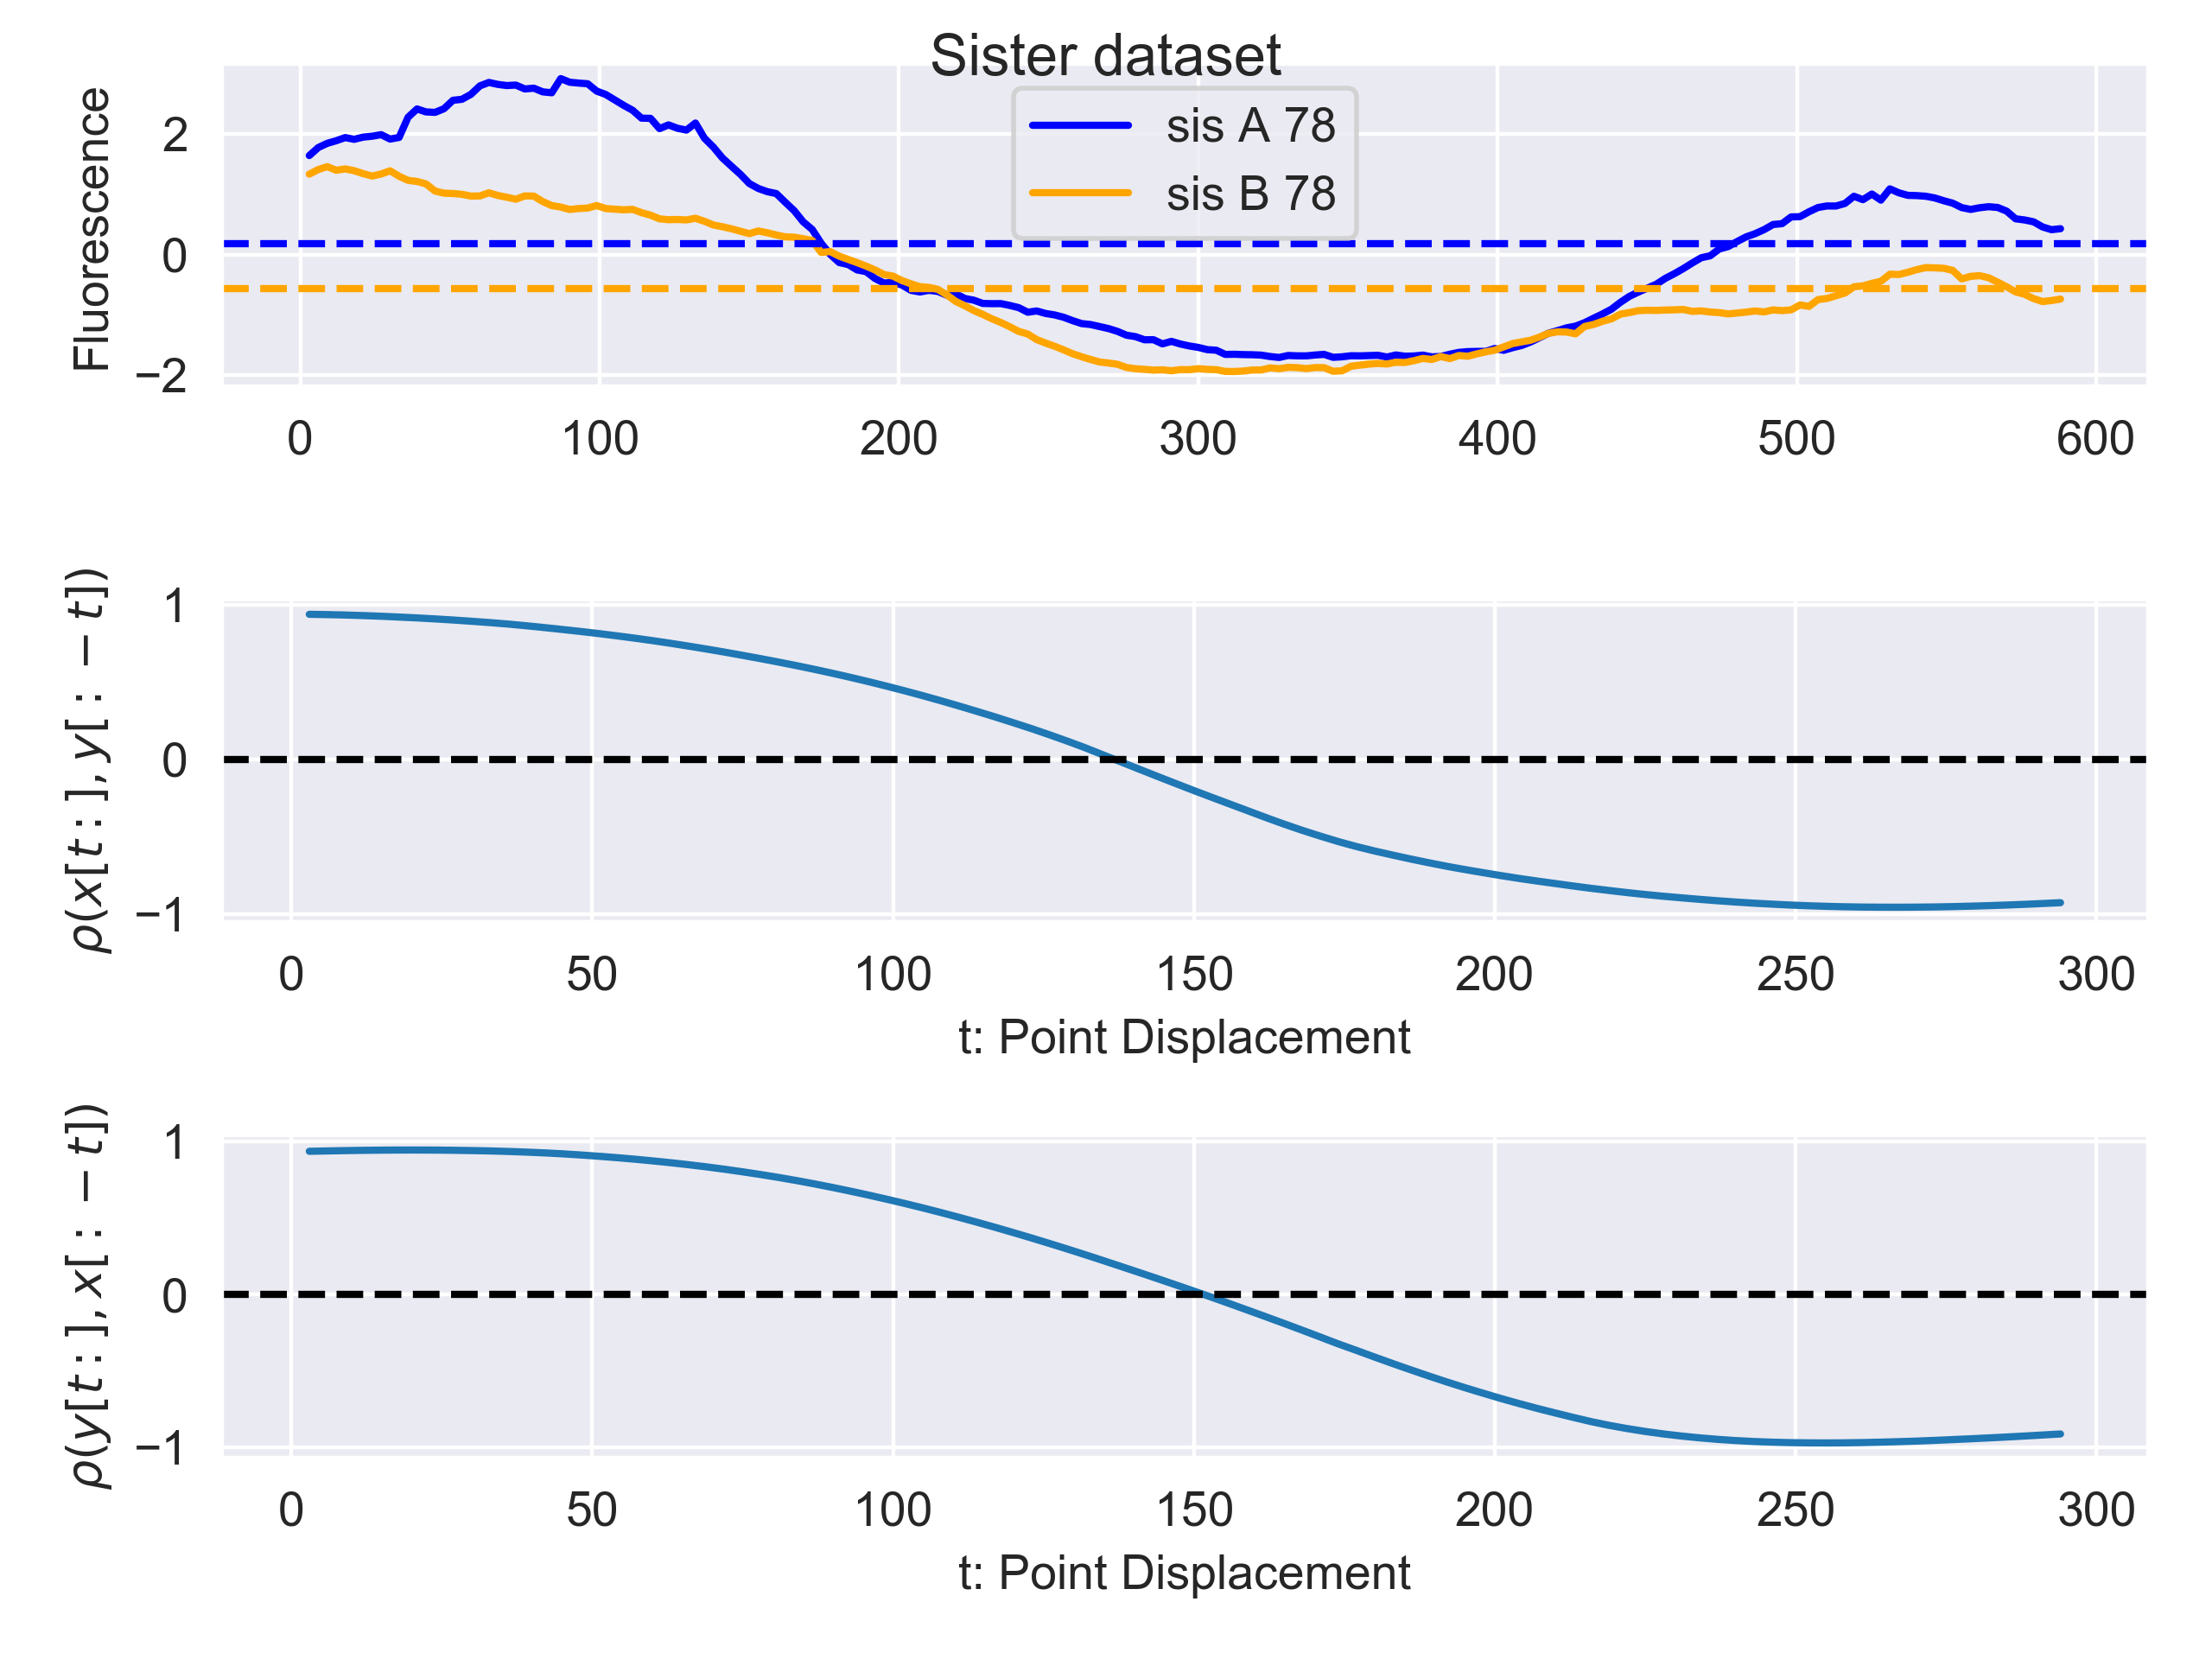 Sister dataset
sis A 78
sis B 78
Fluorescence
2
0
−2
0 100 200 300 400 500 600
ρ(x[t:], y[:−t])
1
0
−1
0 50 100 150 200 250 300
t: Point Displacement
ρ(y[t:], x[:−t])
1
0
−1
0 50 100 150 200 250 300
t: Point Displacement